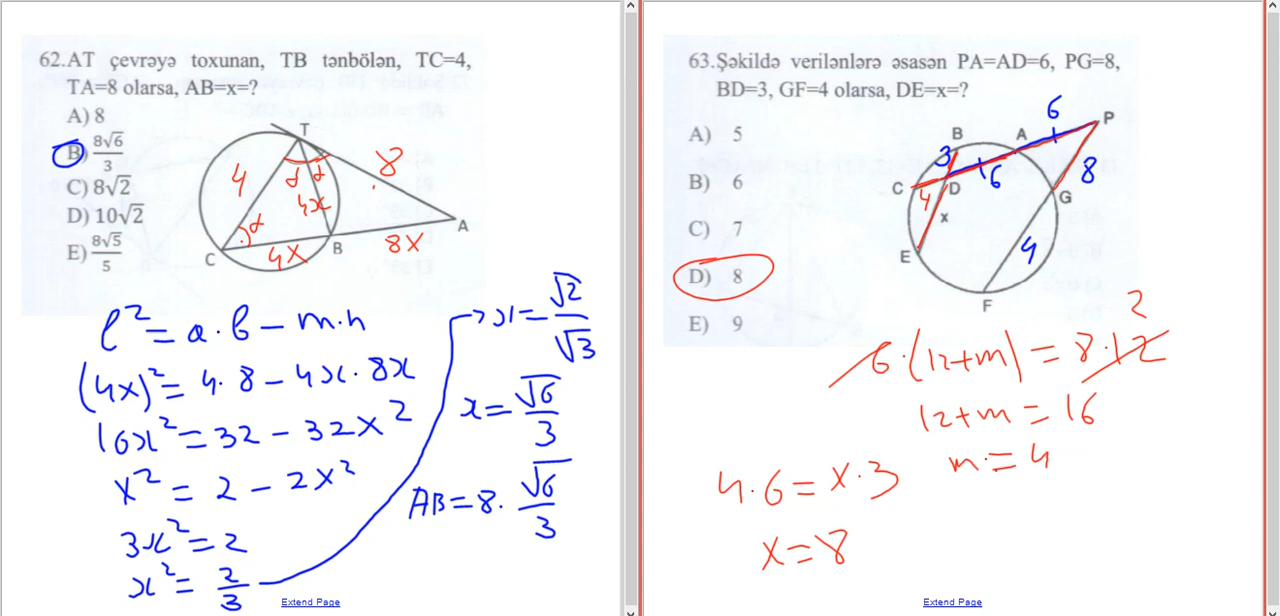 62.AT çevrəyə toxunan, TB tənbölən, TC=4,
TA=8 olarsa, AB=x=?
A) 8
B) 8√6/3
C) 8√2
D) 10√2
E) 8√5/5
T
4
α
α
8
4x
α
A
C
4x
B
8x
ℓ² = a·b − m·n
(4x)² = 4·8 − 4x·8x
16x² = 32 − 32x²
x² = 2 − 2x²
3x² = 2
x² = 2/3
x = √2/√3
x = √6/3
AB = 8·√6/3
Extend Page
63.Şəkildə verilənlərə əsasən PA=AD=6, PG=8,
BD=3, GF=4 olarsa, DE=x=?
A) 5
B) 6
C) 7
D) 8
E) 9
6
P
B
A
3
6
8
C
4
D
G
x
E
4
F
2
6·(12+m) = 8·12
12+m = 16
m = 4
4·6 = x·3
x = 8
Extend Page